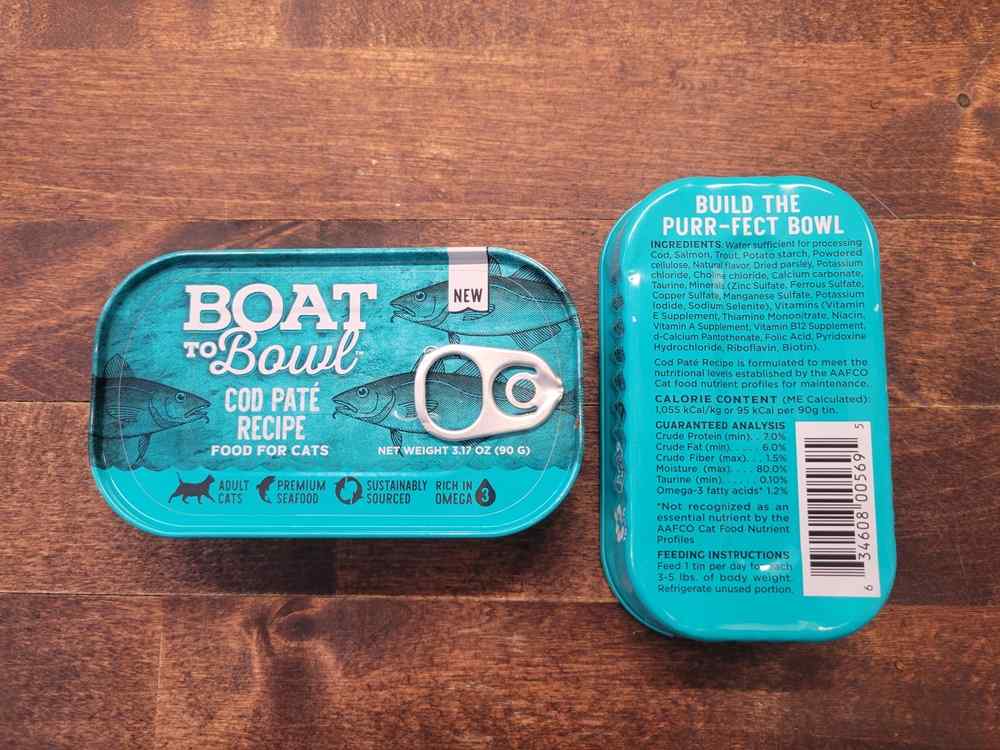 BOAT
TO Bowl™
NEW
COD PATÉ
RECIPE
FOOD FOR CATS
NET WEIGHT 3.17 OZ (90 G)
ADULT
CATS
PREMIUM
SEAFOOD
SUSTAINABLY
SOURCED
RICH IN
OMEGA 3
BUILD THE
PURR-FECT BOWL
INGREDIENTS: Water sufficient for processing
Cod, Salmon, Trout, Potato starch, Powdered
cellulose, Natural flavor, Dried parsley, Potassium
chloride, Choline chloride, Calcium carbonate,
Taurine, Minerals (Zinc Sulfate, Ferrous Sulfate,
Copper Sulfate, Manganese Sulfate, Potassium
Iodide, Sodium Selenite), Vitamins (Vitamin
E Supplement, Thiamine Mononitrate, Niacin,
Vitamin A Supplement, Vitamin B12 Supplement,
d-Calcium Pantothenate, Folic Acid, Pyridoxine
Hydrochloride, Riboflavin, Biotin).
Cod Paté Recipe is formulated to meet the
nutritional levels established by the AAFCO
Cat food nutrient profiles for maintenance.
CALORIE CONTENT (ME Calculated):
1,055 kCal/kg or 95 kCal per 90g tin.
GUARANTEED ANALYSIS
Crude Protein (min). . 7.0%
Crude Fat (min). . . . . 6.0%
Crude Fiber (max). . . 1.5%
Moisture (max). . . . . 80.0%
Taurine (min). . . . . . 0.10%
Omega-3 fatty acids* 1.2%
*Not recognized as an
essential nutrient by the
AAFCO Cat Food Nutrient
Profiles
FEEDING INSTRUCTIONS
Feed 1 tin per day for each
3-5 lbs. of body weight.
Refrigerate unused portion.
6 34608 00569 5